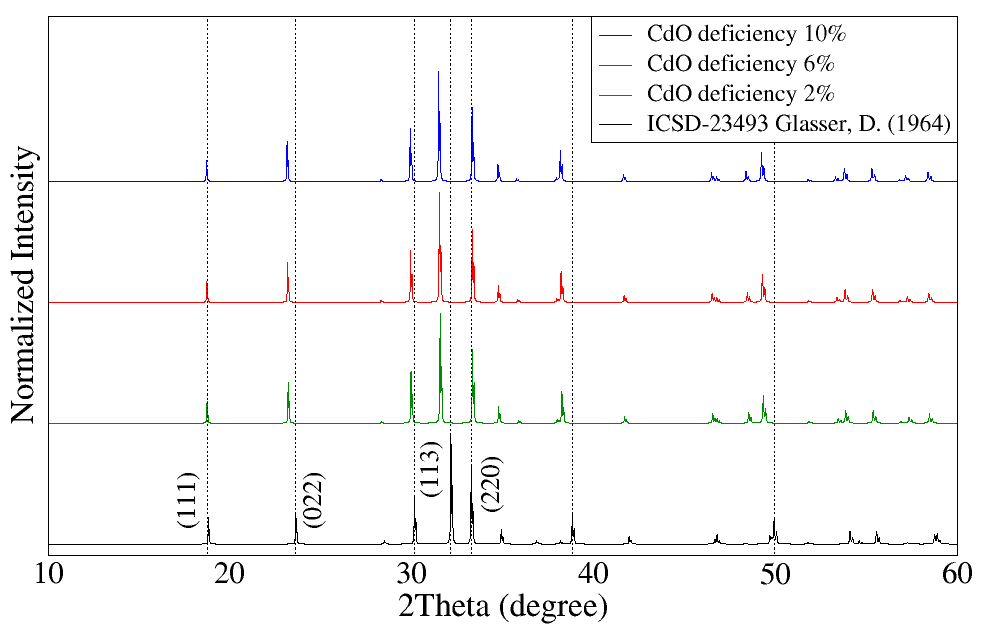 CdO deficiency 10%
CdO deficiency 6%
CdO deficiency 2%
ICSD-23493 Glasser, D. (1964)
Normalized Intensity
(111)
(022)
(113)
(220)
10 20 30 40 50 60
2Theta (degree)